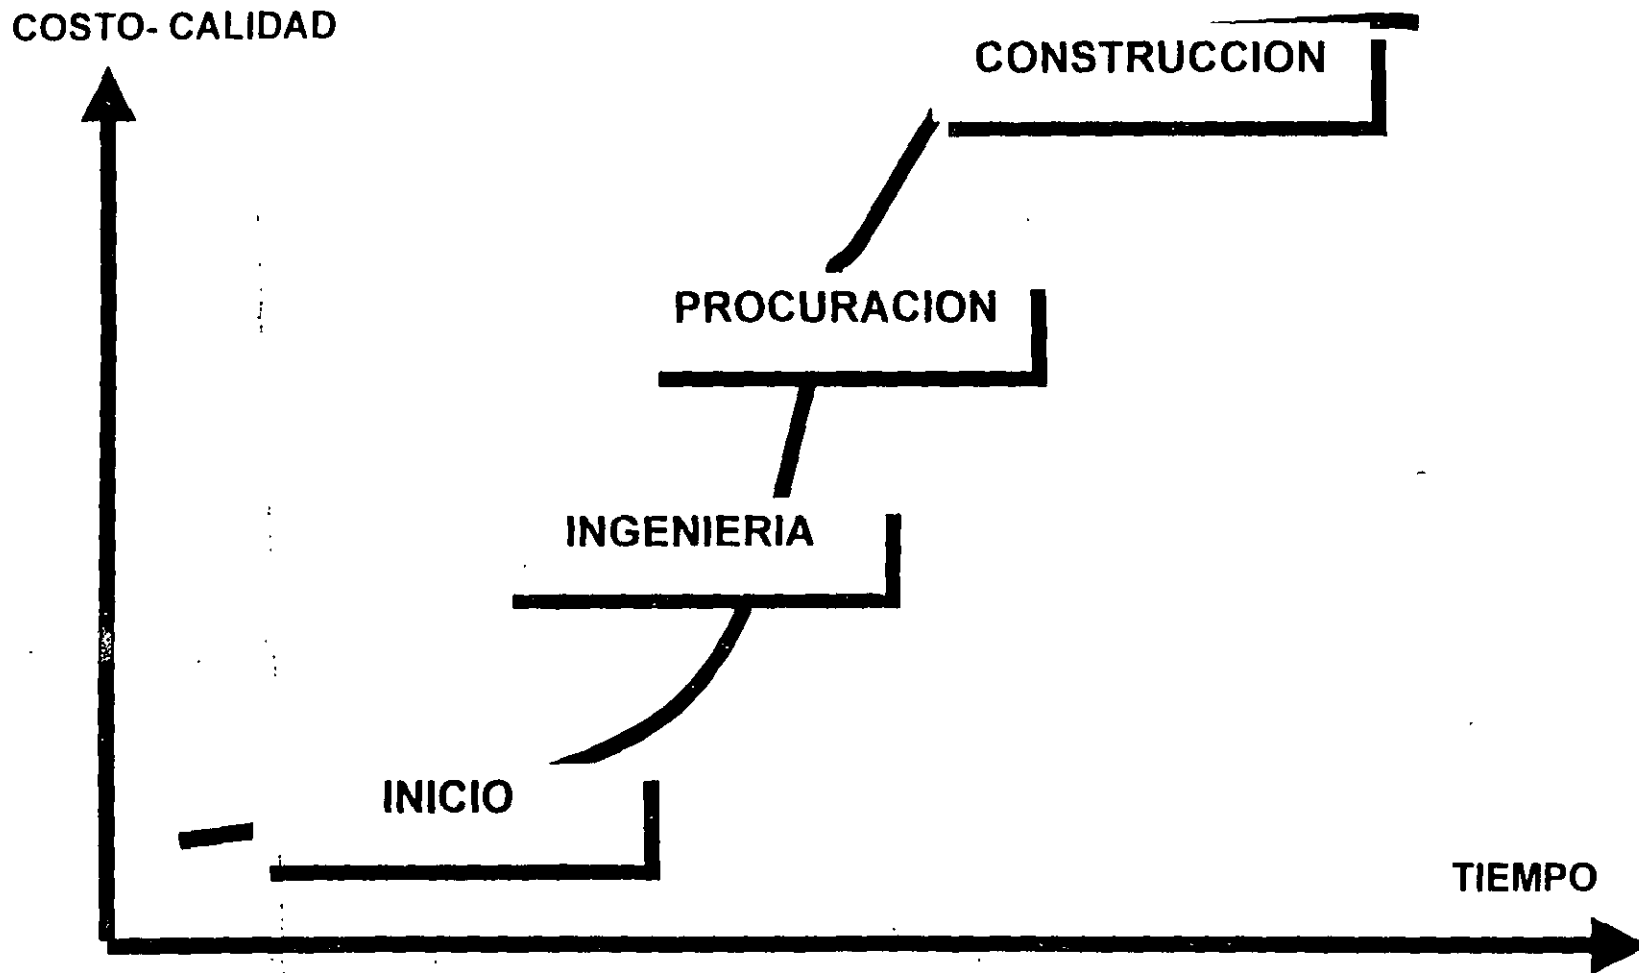 COSTO- CALIDAD
CONSTRUCCION
PROCURACION
INGENIERIA
INICIO
TIEMPO